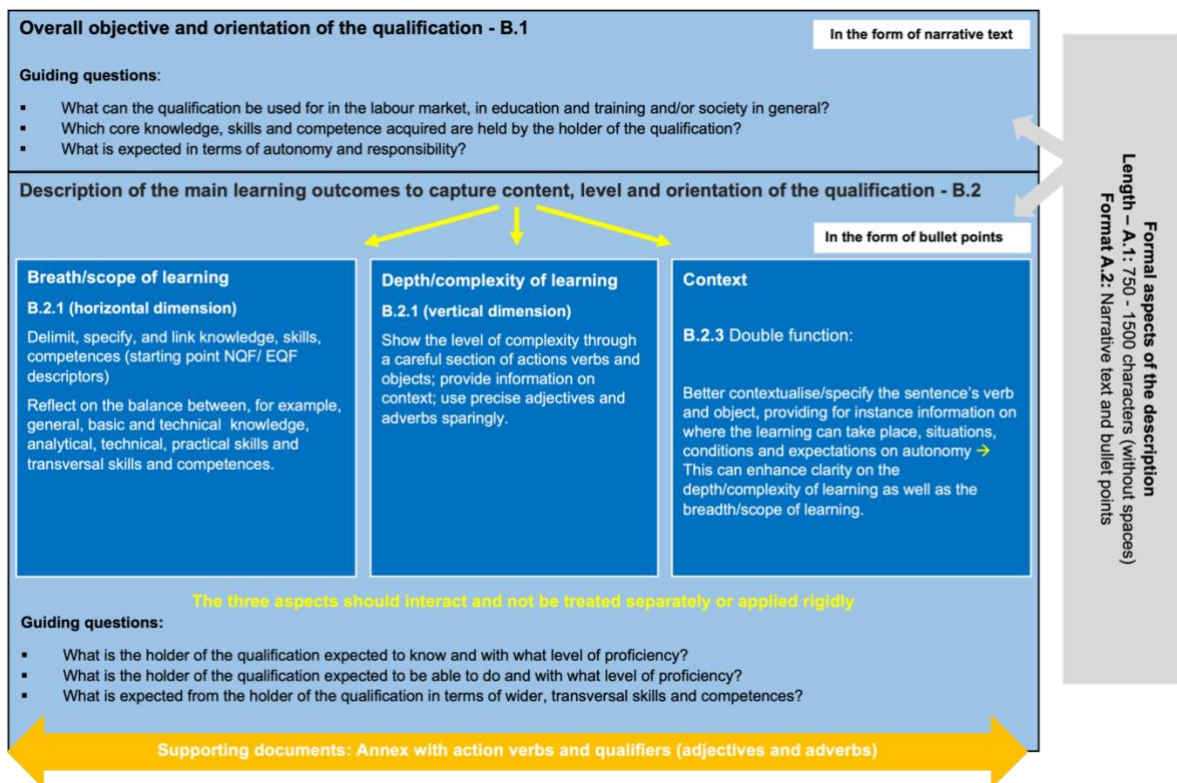 Overall objective and orientation of the qualification - B.1
In the form of narrative text
Guiding questions:
▪ What can the qualification be used for in the labour market, in education and training and/or society in general?
▪ Which core knowledge, skills and competence acquired are held by the holder of the qualification?
▪ What is expected in terms of autonomy and responsibility?
Description of the main learning outcomes to capture content, level and orientation of the qualification - B.2
In the form of bullet points
Breath/scope of learning
B.2.1 (horizontal dimension)
Delimit, specify, and link knowledge, skills,
competences (starting point NQF/ EQF
descriptors)
Reflect on the balance between, for example,
general, basic and technical knowledge,
analytical, technical, practical skills and
transversal skills and competences.
Depth/complexity of learning
B.2.1 (vertical dimension)
Show the level of complexity through
a careful section of actions verbs and
objects; provide information on
context; use precise adjectives and
adverbs sparingly.
Context
B.2.3 Double function:
Better contextualise/specify the sentence's verb
and object, providing for instance information on
where the learning can take place, situations,
conditions and expectations on autonomy →
This can enhance clarity on the
depth/complexity of learning as well as the
breadth/scope of learning.
The three aspects should interact and not be treated separately or applied rigidly
Guiding questions:
▪ What is the holder of the qualification expected to know and with what level of proficiency?
▪ What is the holder of the qualification expected to be able to do and with what level of proficiency?
▪ What is expected from the holder of the qualification in terms of wider, transversal skills and competences?
Supporting documents: Annex with action verbs and qualifiers (adjectives and adverbs)
Formal aspects of the description
Length – A.1: 750 - 1500 characters (without spaces)
Format A.2: Narrative text and bullet points